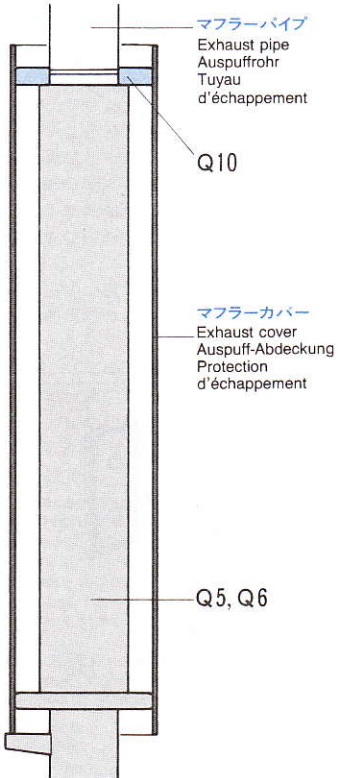 マフラーパイプ
Exhaust pipe
Auspuffrohr
Tuyau
d'échappement
Q10
マフラーカバー
Exhaust cover
Auspuff-Abdeckung
Protection
d'échappement
Q5, Q6